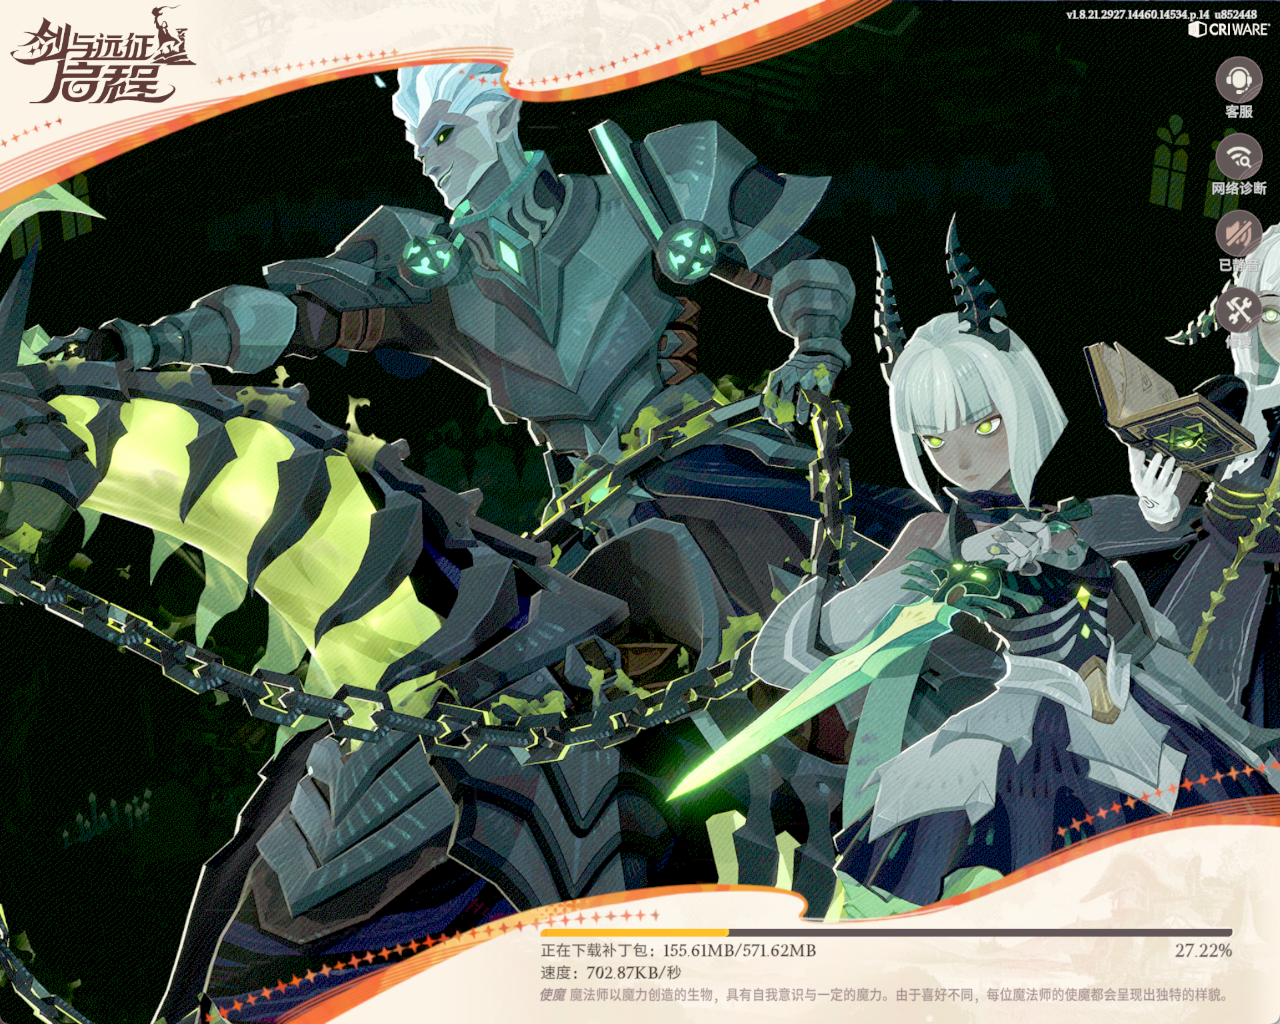 剑与远征
启程
v1.8.21.2927.14460.14534.p.14 u852448
CRIWARE
客服
网络诊断
已静音
正在下载补丁包：155.61MB/571.62MB 27.22%
速度：702.87KB/秒
使魔 魔法师以魔力创造的生物，具有自我意识与一定的魔力。由于喜好不同，每位魔法师的使魔都会呈现出独特的样貌。